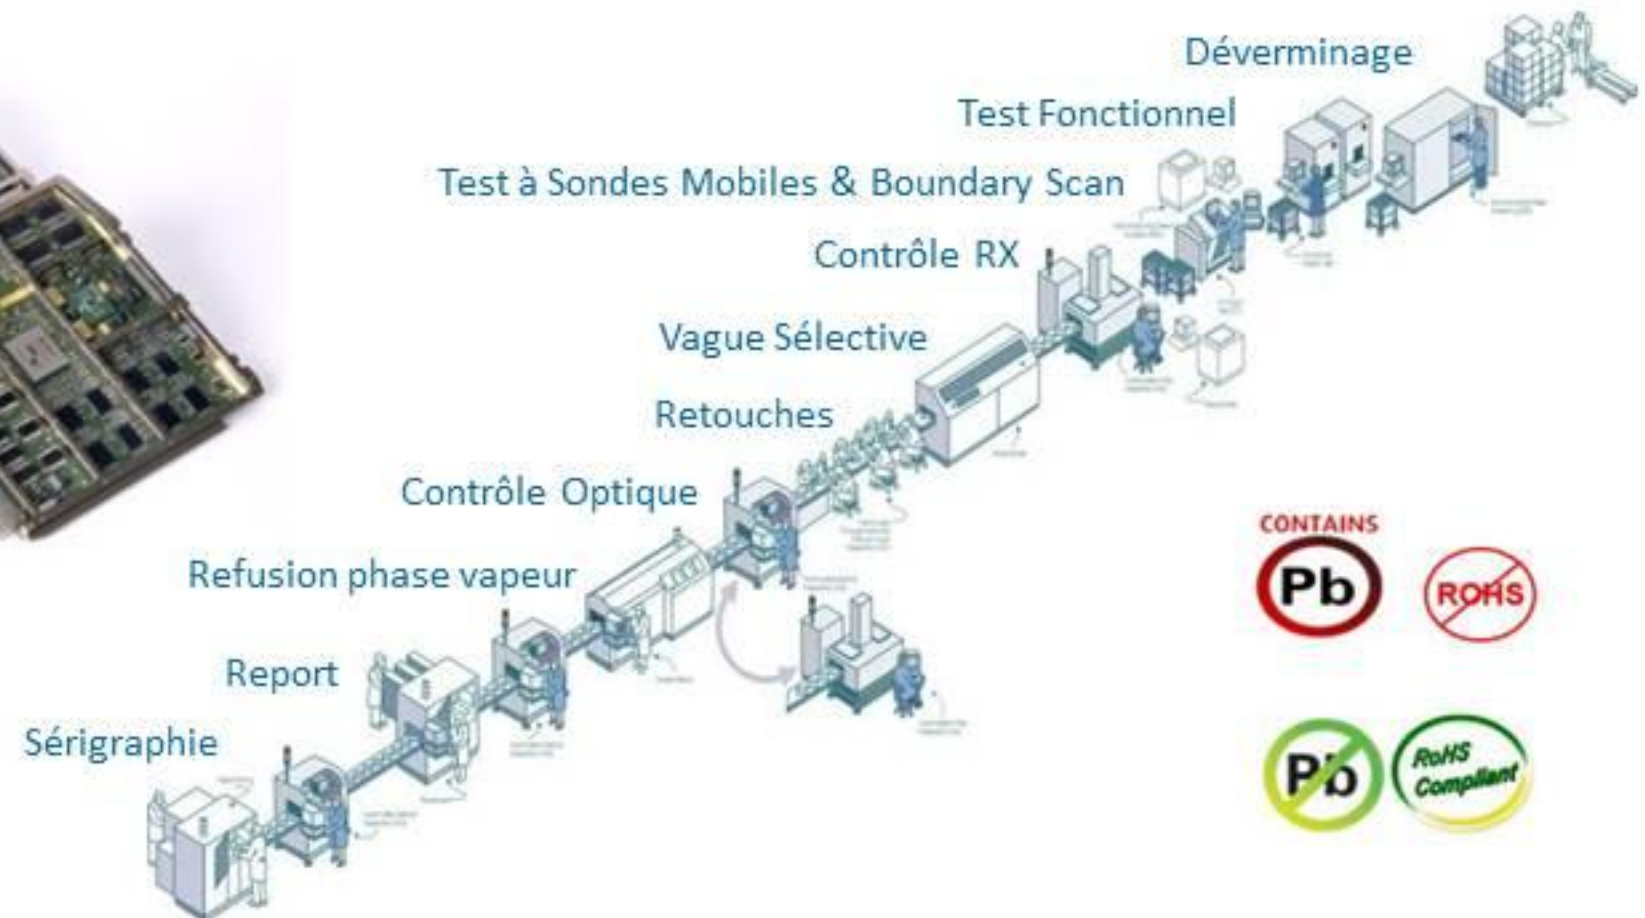 Déverminage
Test Fonctionnel
Test à Sondes Mobiles & Boundary Scan
Contrôle RX
Vague Sélective
Retouches
Contrôle Optique
Refusion phase vapeur
Report
Sérigraphie
CONTAINS
Pb
ROHS
Pb
RoHS
Compliant